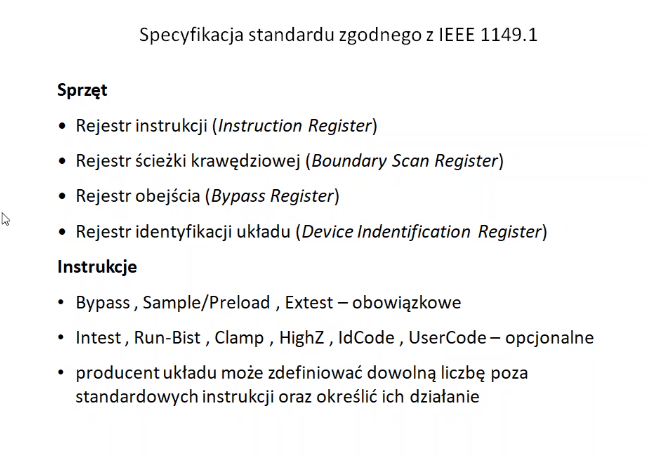 Specyfikacja standardu zgodnego z IEEE 1149.1
Sprzęt
• Rejestr instrukcji (Instruction Register)
• Rejestr ścieżki krawędziowej (Boundary Scan Register)
• Rejestr obejścia (Bypass Register)
• Rejestr identyfikacji układu (Device Indentification Register)
Instrukcje
• Bypass , Sample/Preload , Extest – obowiązkowe
• Intest , Run-Bist , Clamp , HighZ , IdCode , UserCode – opcjonalne
• producent układu może zdefiniować dowolną liczbę poza
standardowych instrukcji oraz określić ich działanie